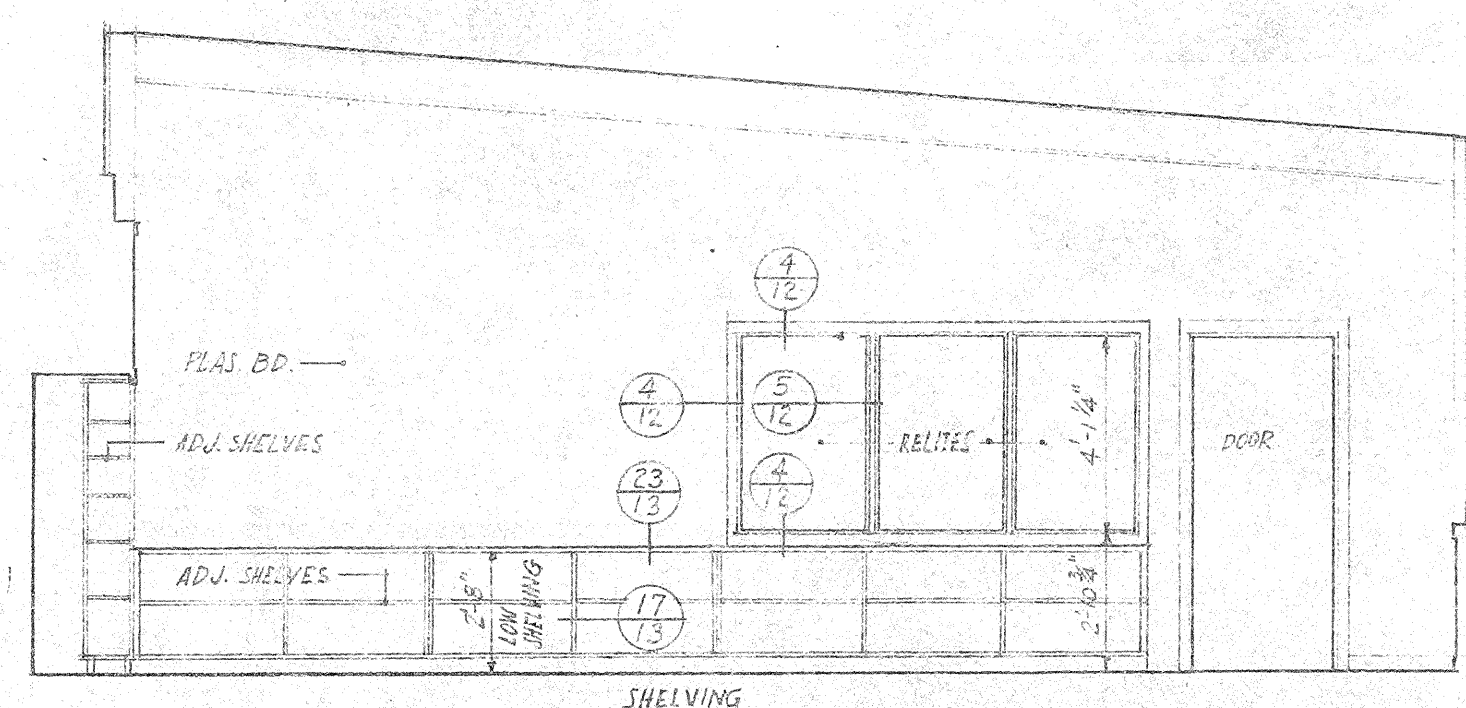 4
12
PLAS. BD.
4
12
5
12
4'-1¼"
ADJ. SHELVES
RELITES
DOOR
23
13
4
12
ADJ. SHELVES
2'-8"
LOW
SHELVING
17
13
2'-10¾"
SHELVING